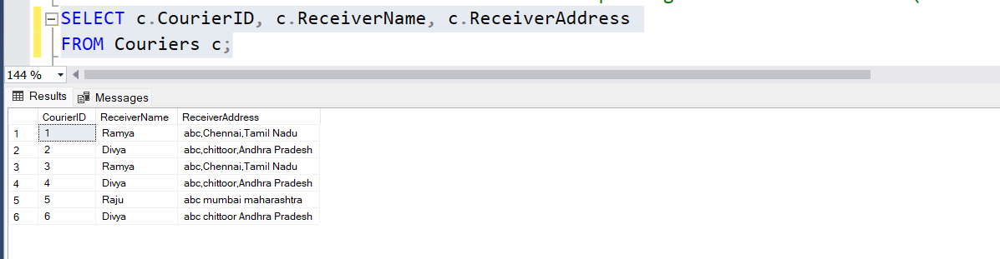 SELECT c.CourierID, c.ReceiverName, c.ReceiverAddress
FROM Couriers c;
144 %
Results Messages
CourierID ReceiverName ReceiverAddress
1 1 Ramya abc,Chennai,Tamil Nadu
2 2 Divya abc,chittoor,Andhra Pradesh
3 3 Ramya abc,Chennai,Tamil Nadu
4 4 Divya abc,chittoor,Andhra Pradesh
5 5 Raju abc mumbai maharashtra
6 6 Divya abc chittoor Andhra Pradesh